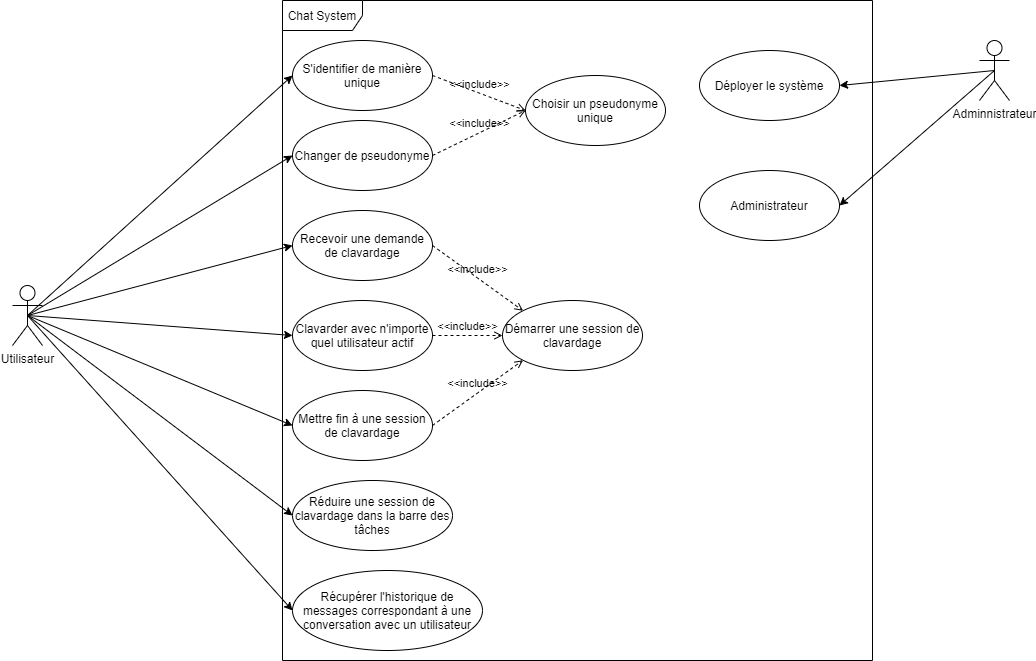 Chat System
S'identifier de manière
unique
<<include>>
Choisir un pseudonyme
unique
<<include>>
Changer de pseudonyme
Déployer le système
Adminnistrateur
Administrateur
Recevoir une demande
de clavardage
<<include>>
Utilisateur
Clavarder avec n'importe
quel utilisateur actif
<<include>>
Démarrer une session de
clavardage
<<include>>
Mettre fin à une session
de clavardage
Réduire une session de
clavardage dans la barre des
tâches
Récupérer l'historique de
messages correspondant à une
conversation avec un utilisateur